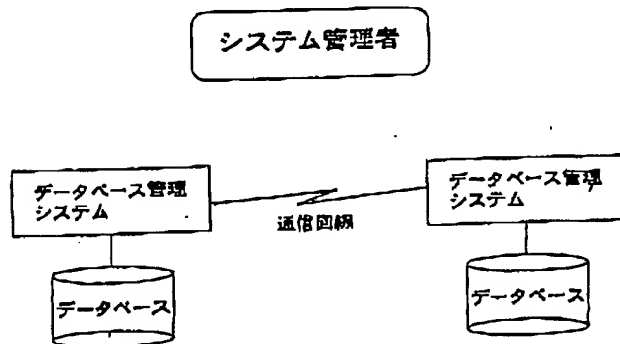 システム管理者
データベース管理
システム
データベース管理
システム
通信回線
データベース
データベース